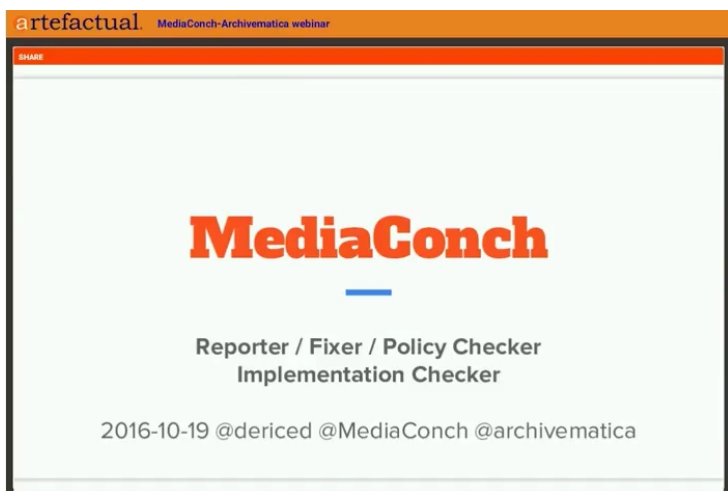 artefactual. MediaConch-Archivematica webinar
SHARE
MediaConch
Reporter / Fixer / Policy Checker
Implementation Checker
2016-10-19 @dericed @MediaConch @archivematica